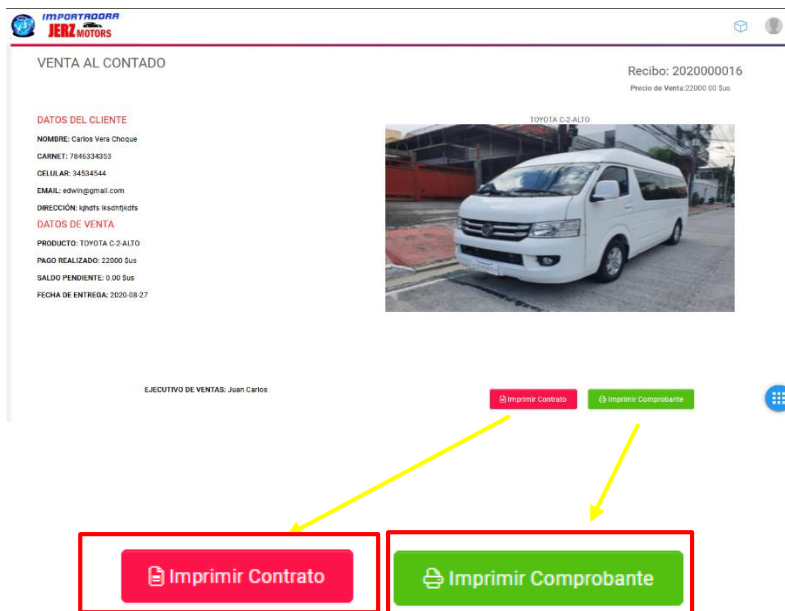 IMPORTADORA
JERZ MOTORS
VENTA AL CONTADO
Recibo: 2020000016
Precio de Venta:22000.00 $us
DATOS DEL CLIENTE
NOMBRE: Carlos Vera Choque
CARNET: 7846334353
CELULAR: 34534544
EMAIL: edwin@gmail.com
DIRECCIÓN: kjhdfs lksdhfjkdfs
DATOS DE VENTA
PRODUCTO: TOYOTA C-2-ALTO
PAGO REALIZADO: 22000 $us
SALDO PENDIENTE: 0.00 $us
FECHA DE ENTREGA: 2020-08-27
TOYOTA C-2-ALTO
EJECUTIVO DE VENTAS: Juan Carlos
Imprimir Contrato
Imprimir Comprobante
Imprimir Contrato
Imprimir Comprobante